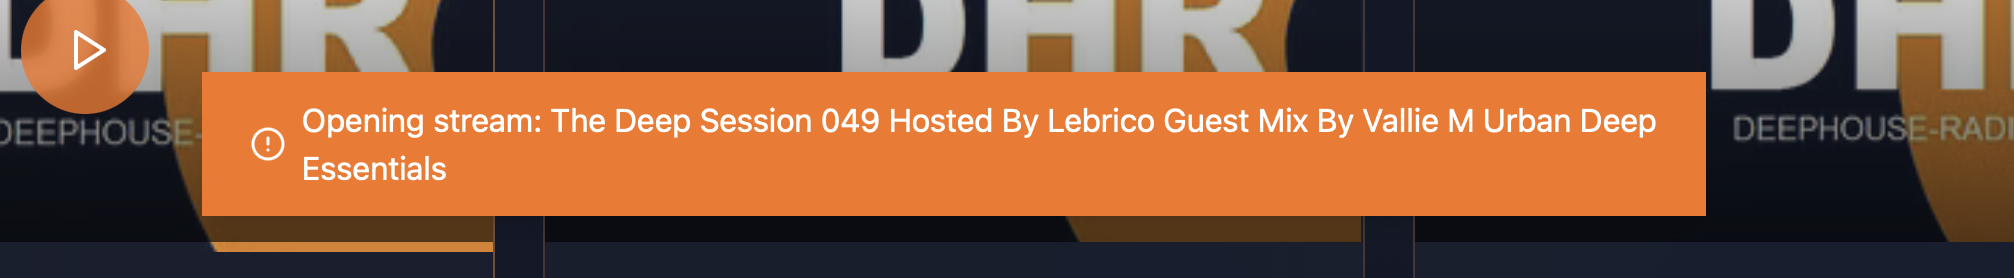 DHR
DHR
DH
Opening stream: The Deep Session 049 Hosted By Lebrico Guest Mix By Vallie M Urban Deep
Essentials
DEEPHOUSE-
DEEPHOUSE-RADI